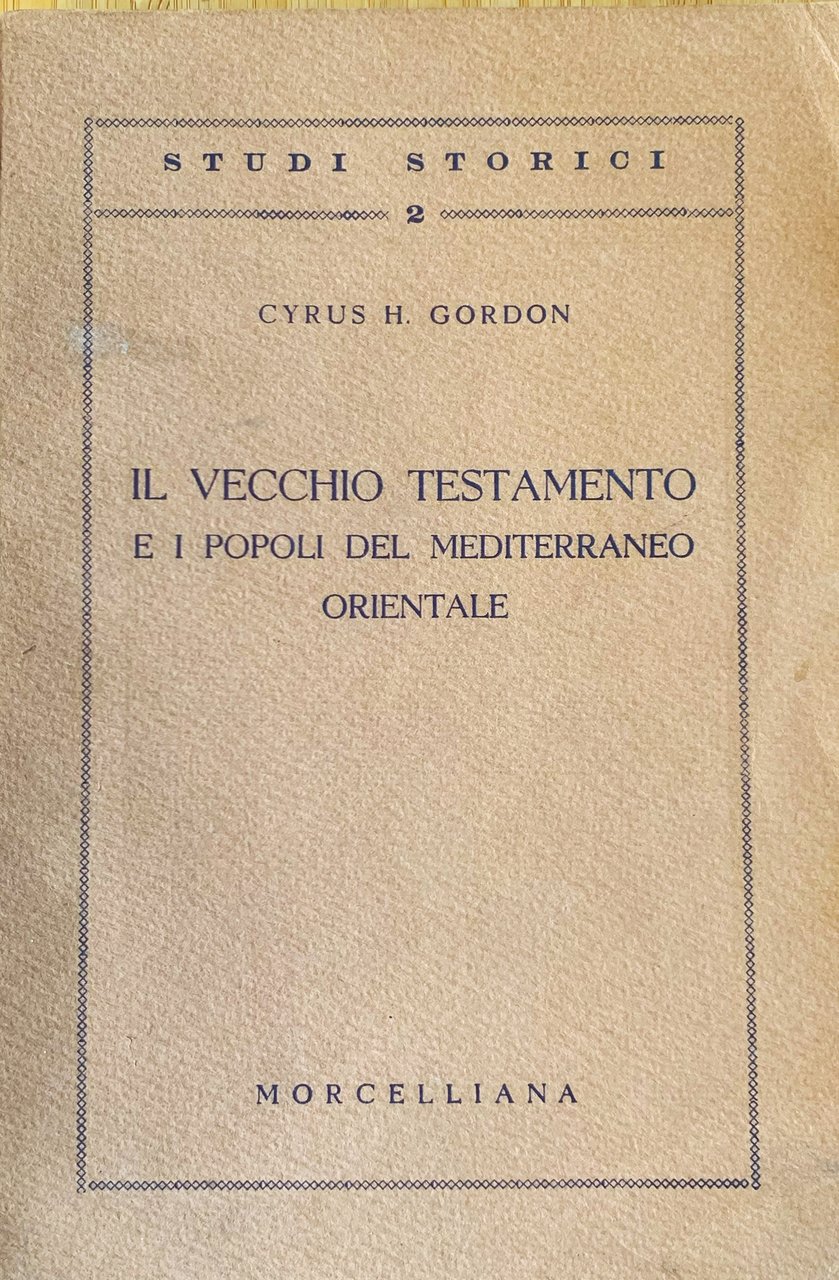 STUDI STORICI
2
CYRUS H. GORDON
IL VECCHIO TESTAMENTO
E I POPOLI DEL MEDITERRANEO
ORIENTALE
MORCELLIANA